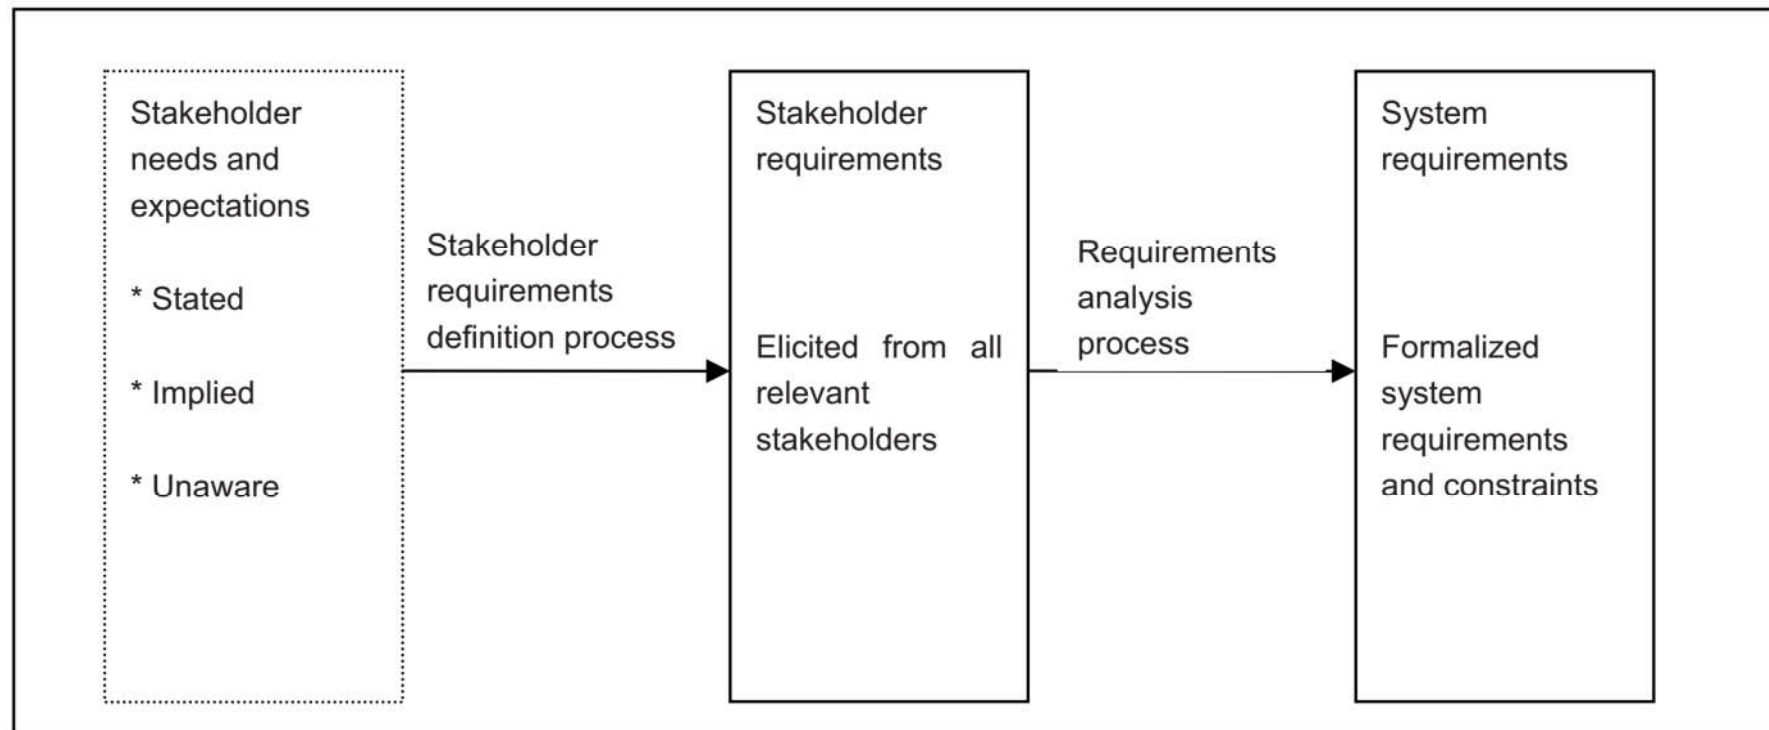 Stakeholder
needs and
expectations
* Stated
* Implied
* Unaware
Stakeholder
requirements
definition process
Stakeholder
requirements
Elicited from all
relevant
stakeholders
Requirements
analysis
process
System
requirements
Formalized
system
requirements
and constraints